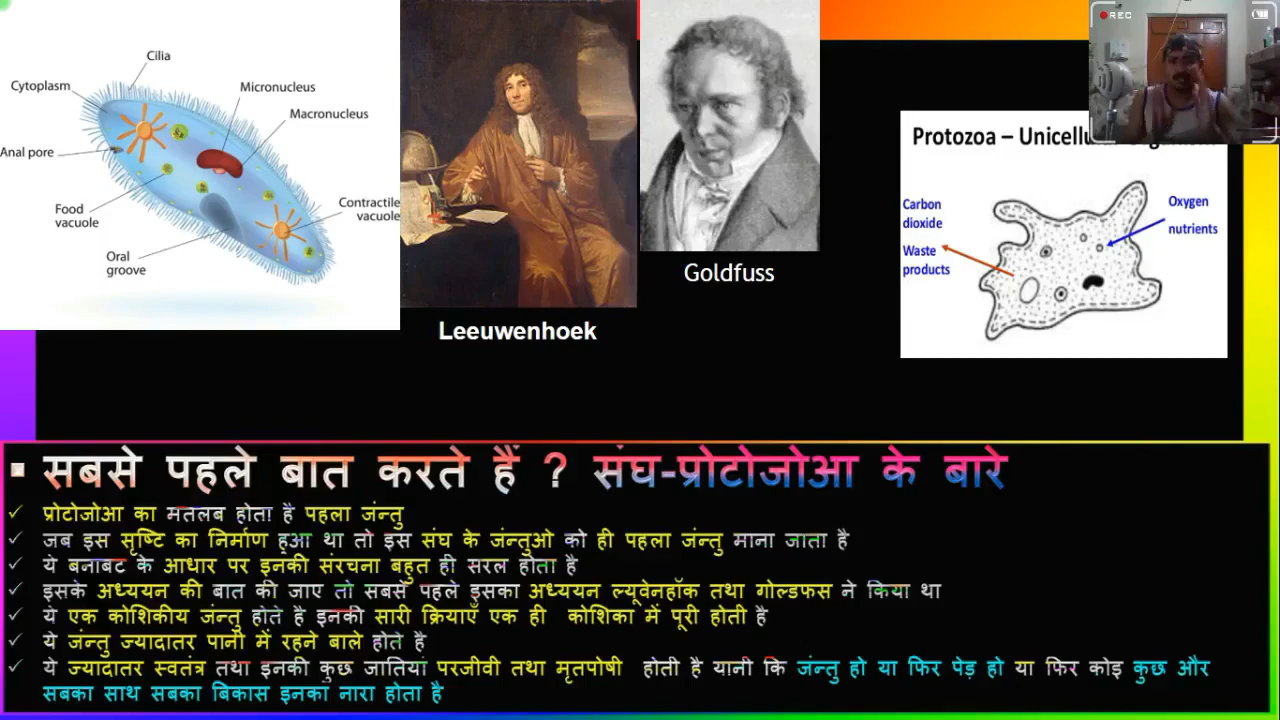 Cilia
Cytoplasm
Micronucleus
Macronucleus
Anal pore
Food
vacuole
Contractile
vacuole
Oral
groove
Leeuwenhoek
Goldfuss
REC
Protozoa – Unicellu
Carbon
dioxide
Waste
products
Oxygen
nutrients
सबसे पहले बात करते हैं ? संघ-प्रोटोजोआ के बारे
प्रोटोजोआ का मतलब होता है पहला जंन्तु
जब इस सृष्टि का निर्माण हुआ था तो इस संघ के जंन्तुओ को ही पहला जंन्तु माना जाता है
ये बनाबट के आधार पर इनकी संरचना बहुत ही सरल होता है
इसके अध्ययन की बात की जाए तो सबसे पहले इसका अध्ययन ल्यूवेनहॉक तथा गोल्डफस ने किया था
ये एक कोशिकीय जंन्तु होते है इनकी सारी क्रियाएँ एक ही कोशिका में पूरी होती है
ये जंन्तु ज्यादातर पानी में रहने बाले होते है
ये ज्यादातर स्वतंत्र तथा इनकी कुछ जातियां परजीवी तथा मृतपोषी होती है यानी कि जंन्तु हो या फिर पेड़ हो या फिर कोइ कुछ और
सबका साथ सबका बिकास इनका नारा होता है